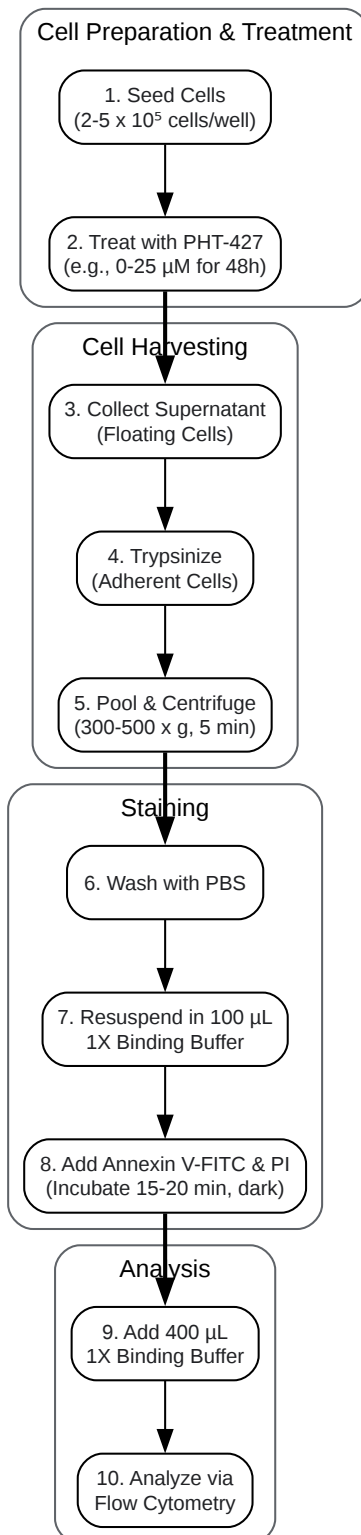 Cell Preparation & Treatment
1. Seed Cells
(2-5 x 10⁵ cells/well)
2. Treat with PHT-427
(e.g., 0-25 µM for 48h)
Cell Harvesting
3. Collect Supernatant
(Floating Cells)
4. Trypsinize
(Adherent Cells)
5. Pool & Centrifuge
(300-500 x g, 5 min)
Staining
6. Wash with PBS
7. Resuspend in 100 µL
1X Binding Buffer
8. Add Annexin V-FITC & PI
(Incubate 15-20 min, dark)
Analysis
9. Add 400 µL
1X Binding Buffer
10. Analyze via
Flow Cytometry